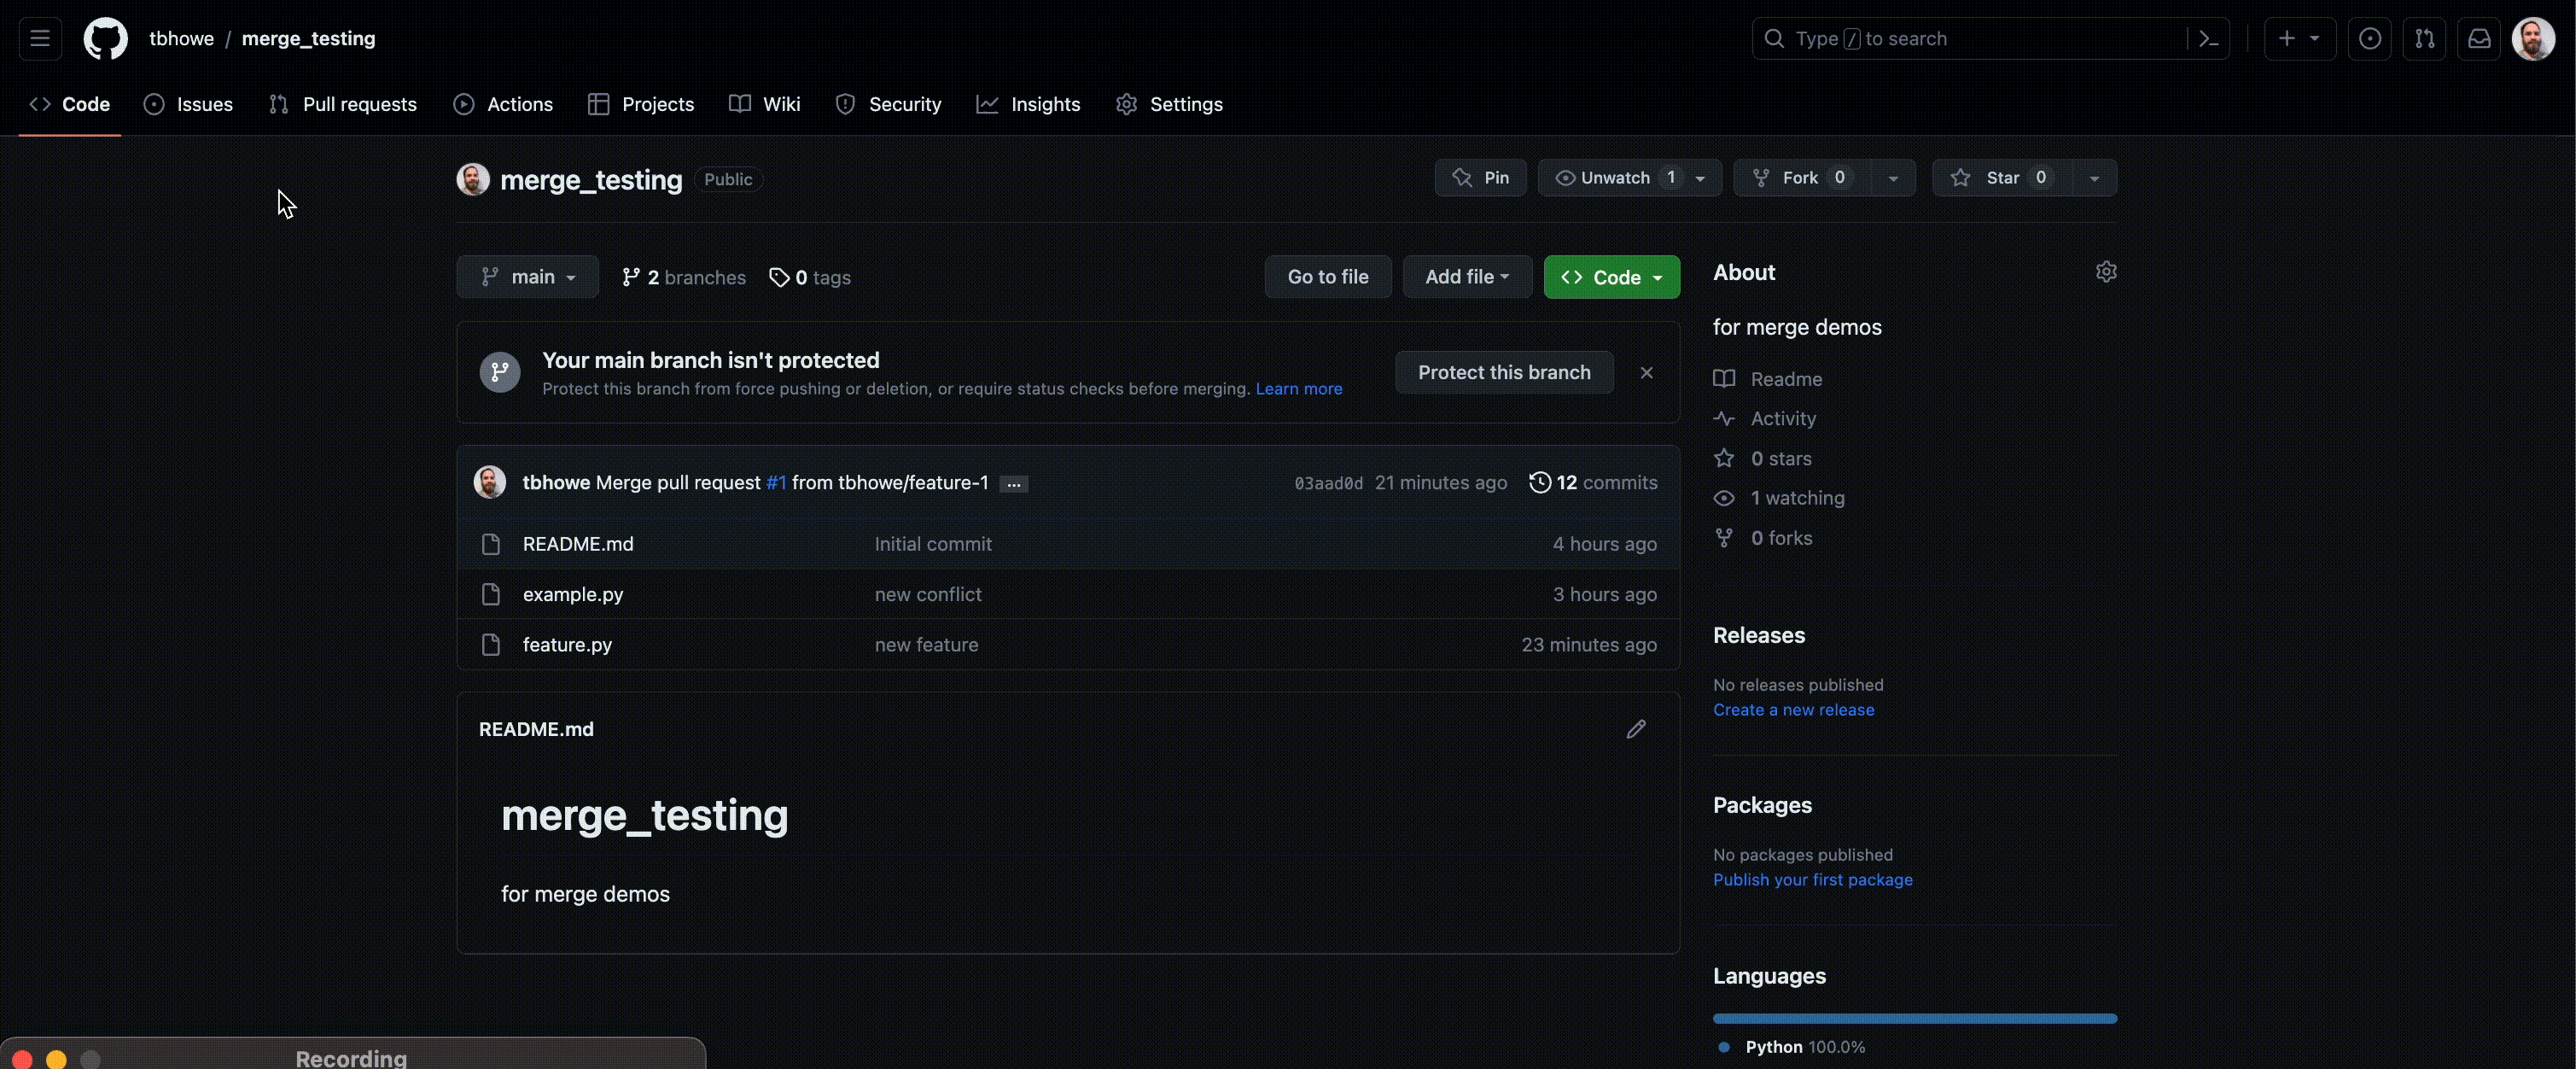 tbhowe / merge_testing
Type / to search
Code Issues Pull requests Actions Projects Wiki Security Insights Settings
merge_testing Public
Pin Unwatch 1 Fork 0 Star 0
main 2 branches 0 tags
Go to file Add file Code
Your main branch isn't protected
Protect this branch from force pushing or deletion, or require status checks before merging. Learn more
Protect this branch
tbhowe Merge pull request #1 from tbhowe/feature-1 ... 03aad0d 21 minutes ago 12 commits
README.md Initial commit 4 hours ago
example.py new conflict 3 hours ago
feature.py new feature 23 minutes ago
README.md
merge_testing
for merge demos
About
for merge demos
Readme
Activity
0 stars
1 watching
0 forks
Releases
No releases published
Create a new release
Packages
No packages published
Publish your first package
Languages
Python 100.0%
Recording